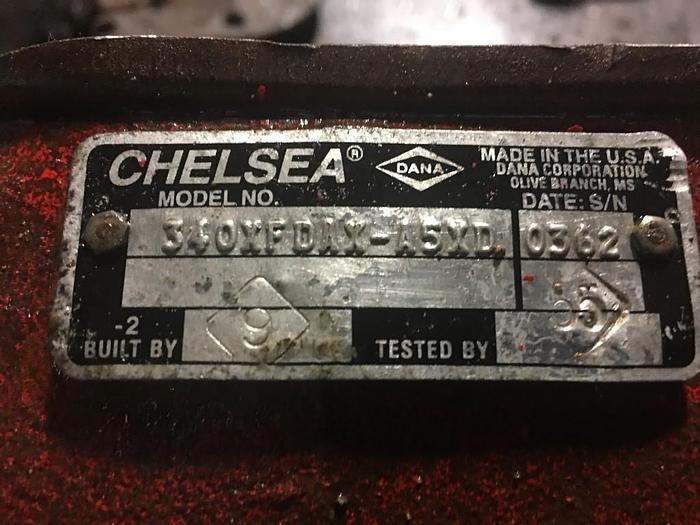 CHELSEA® DANA MADE IN THE U.S.A.
DANA CORPORATION
OLIVE BRANCH, MS
MODEL NO. DATE: S/N
340XFDAX-A5XD 0362
-2
BUILT BY 9 TESTED BY